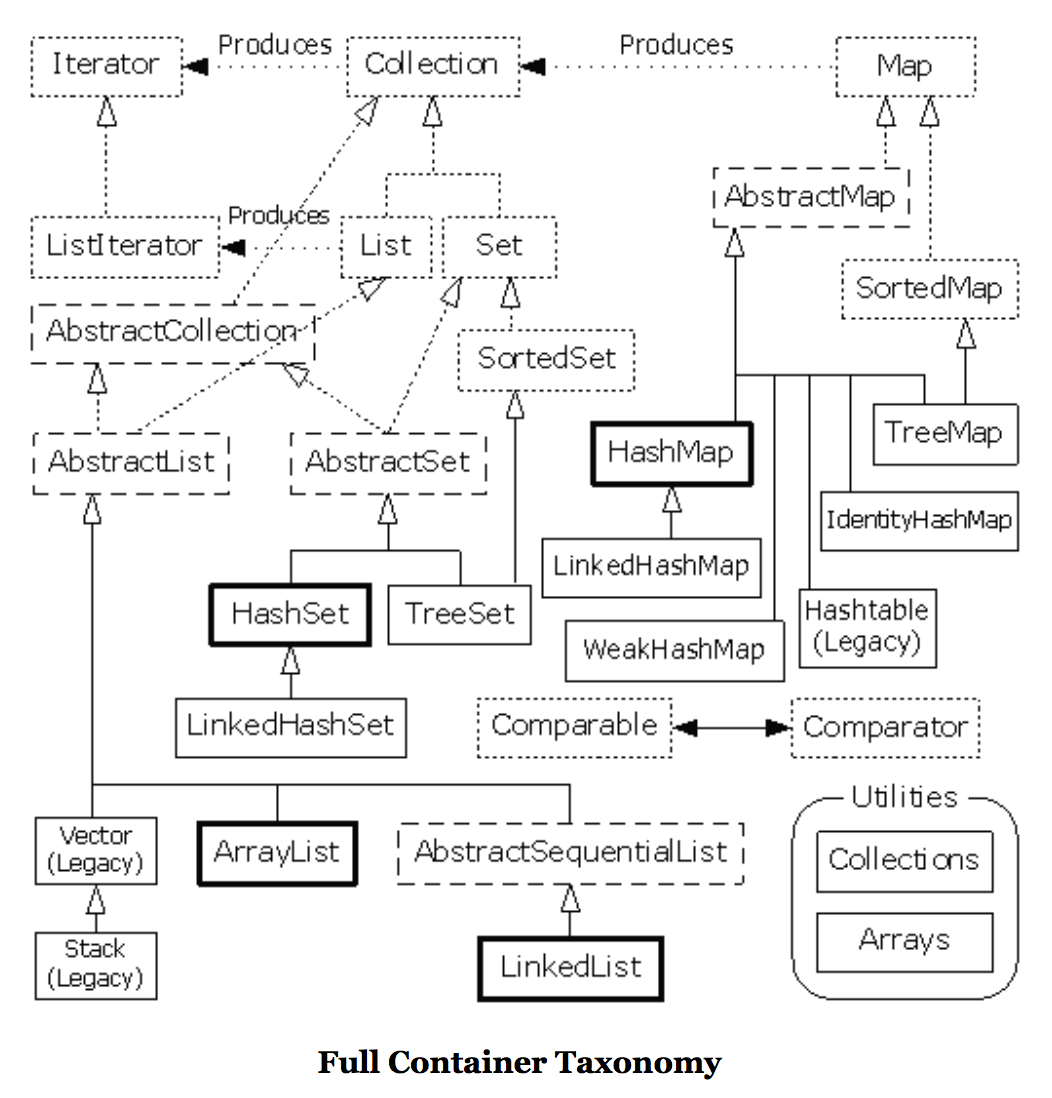 Produces
Produces
Iterator
Collection
Map
AbstractMap
Produces
ListIterator
List
Set
SortedMap
AbstractCollection
SortedSet
TreeMap
HashMap
AbstractList
AbstractSet
IdentityHashMap
LinkedHashMap
HashSet
TreeSet
Hashtable
(Legacy)
WeakHashMap
LinkedHashSet
Comparable
Comparator
Utilities
Vector
(Legacy)
ArrayList
AbstractSequentialList
Collections
Arrays
Stack
(Legacy)
LinkedList
Full Container Taxonomy